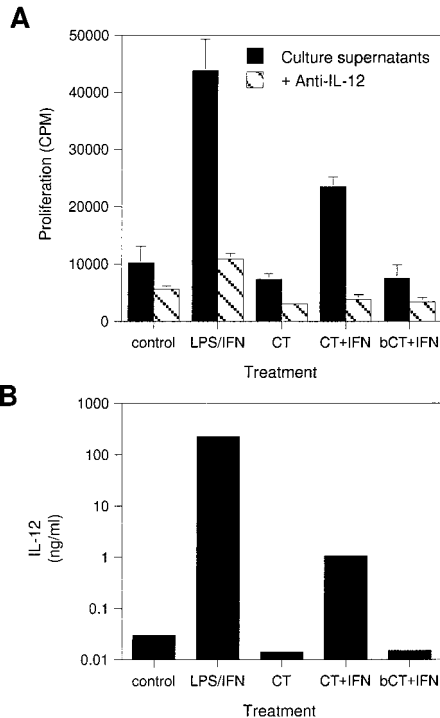 A
50000
40000
30000
20000
10000
0
Proliferation (CPM)
Culture supernatants
+ Anti-IL-12
control LPS/IFN CT CT+IFN bCT+IFN
Treatment
B
1000
100
10
1
0.1
0.01
IL-12
(ng/ml)
control LPS/IFN CT CT+IFN bCT+IFN
Treatment